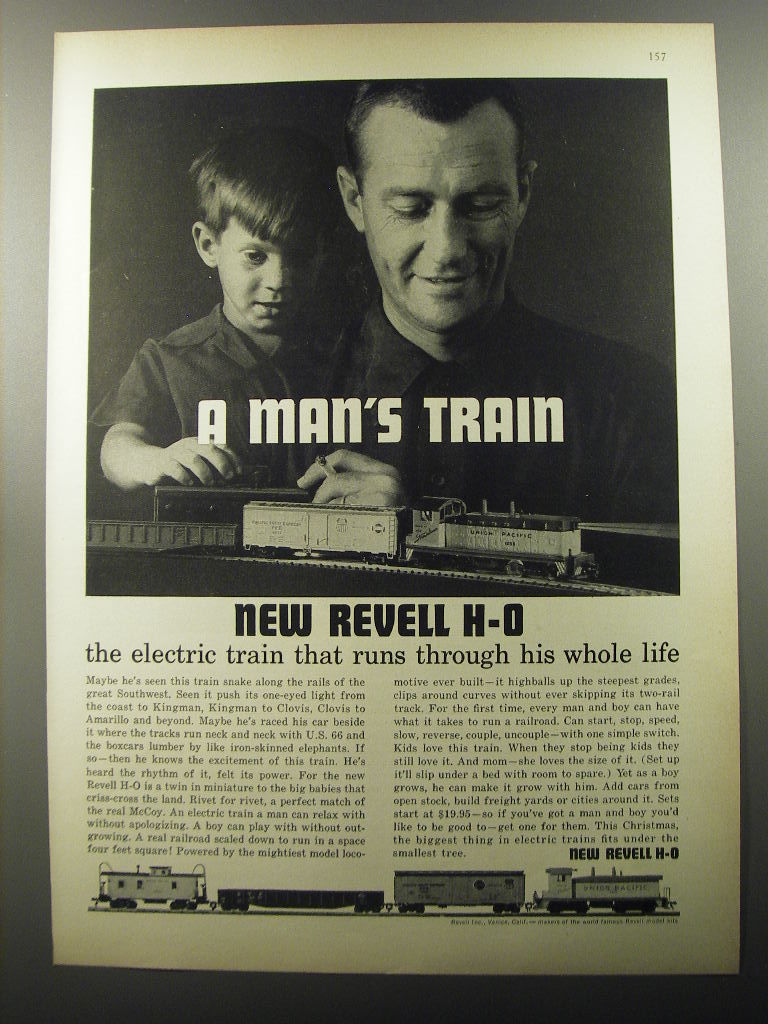 157
A MAN'S TRAIN
UNION PACIFIC
NEW REVELL H-O
the electric train that runs through his whole life
Maybe he's seen this train snake along the rails of the
great Southwest. Seen it push its one-eyed light from
the coast to Kingman, Kingman to Clovis, Clovis to
Amarillo and beyond. Maybe he's raced his car beside
it where the tracks run neck and neck with U.S. 66 and
the boxcars lumber by like iron-skinned elephants. If
so—then he knows the excitement of this train. He's
heard the rhythm of it, felt its power. For the new
Revell H-O is a twin in miniature to the big babies that
criss-cross the land. Rivet for rivet, a perfect match of
the real McCoy. An electric train a man can relax with
without apologizing. A boy can play with without out-
growing. A real railroad scaled down to run in a space
four feet square! Powered by the mightiest model loco-
motive ever built—it highballs up the steepest grades,
clips around curves without ever skipping its two-rail
track. For the first time, every man and boy can have
what it takes to run a railroad. Can start, stop, speed,
slow, reverse, couple, uncouple—with one simple switch.
Kids love this train. When they stop being kids they
still love it. And mom—she loves the size of it. (Set up
it'll slip under a bed with room to spare.) Yet as a boy
grows, he can make it grow with him. Add cars from
open stock, build freight yards or cities around it. Sets
start at $19.95—so if you've got a man and boy you'd
like to be good to—get one for them. This Christmas,
the biggest thing in electric trains fits under the
smallest tree.
NEW REVELL H-O
UNION PACIFIC
Revell Inc., Venice, Calif.—makers of the world famous Revell model kits